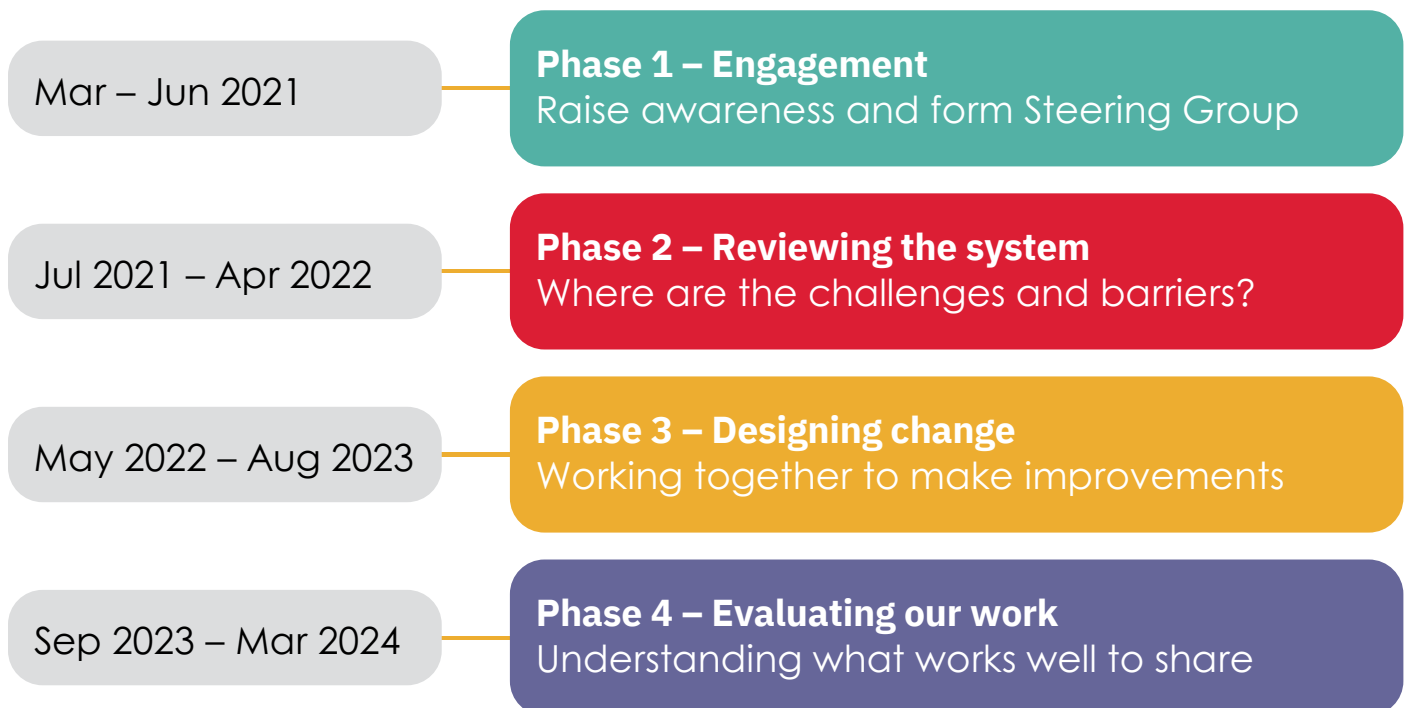 Mar – Jun 2021
Phase 1 – Engagement
Raise awareness and form Steering Group
Jul 2021 – Apr 2022
Phase 2 – Reviewing the system
Where are the challenges and barriers?
May 2022 – Aug 2023
Phase 3 – Designing change
Working together to make improvements
Sep 2023 – Mar 2024
Phase 4 – Evaluating our work
Understanding what works well to share